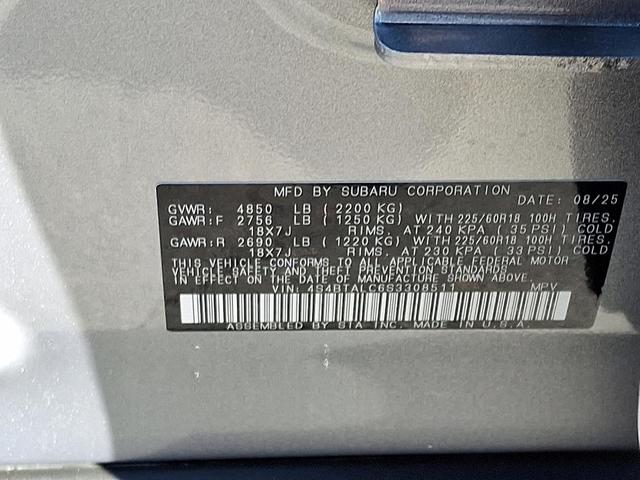 MFD BY SUBARU CORPORATION
DATE: 08/25
GVWR: 4850 LB ( 2200 KG)
GAWR:F 2756 LB ( 1250 KG) WITH 225/60R18 100H TIRES.
18X7J RIMS. AT 240 KPA ( 35 PSI) COLD
GAWR:R 2690 LB ( 1220 KG) WITH 225/60R18 100H TIRES.
18X7J RIMS. AT 230 KPA ( 33 PSI) COLD
THIS VEHICLE CONFORMS TO ALL APPLICABLE FEDERAL MOTOR
VEHICLE SAFETY AND THEFT PREVENTION STANDARDS
IN EFFECT ON THE DATE OF MANUFACTURE SHOWN ABOVE.
VIN: 4S4BTALC6S3308511 MPV
ASSEMBLED BY SIA INC. MADE IN U.S.A.